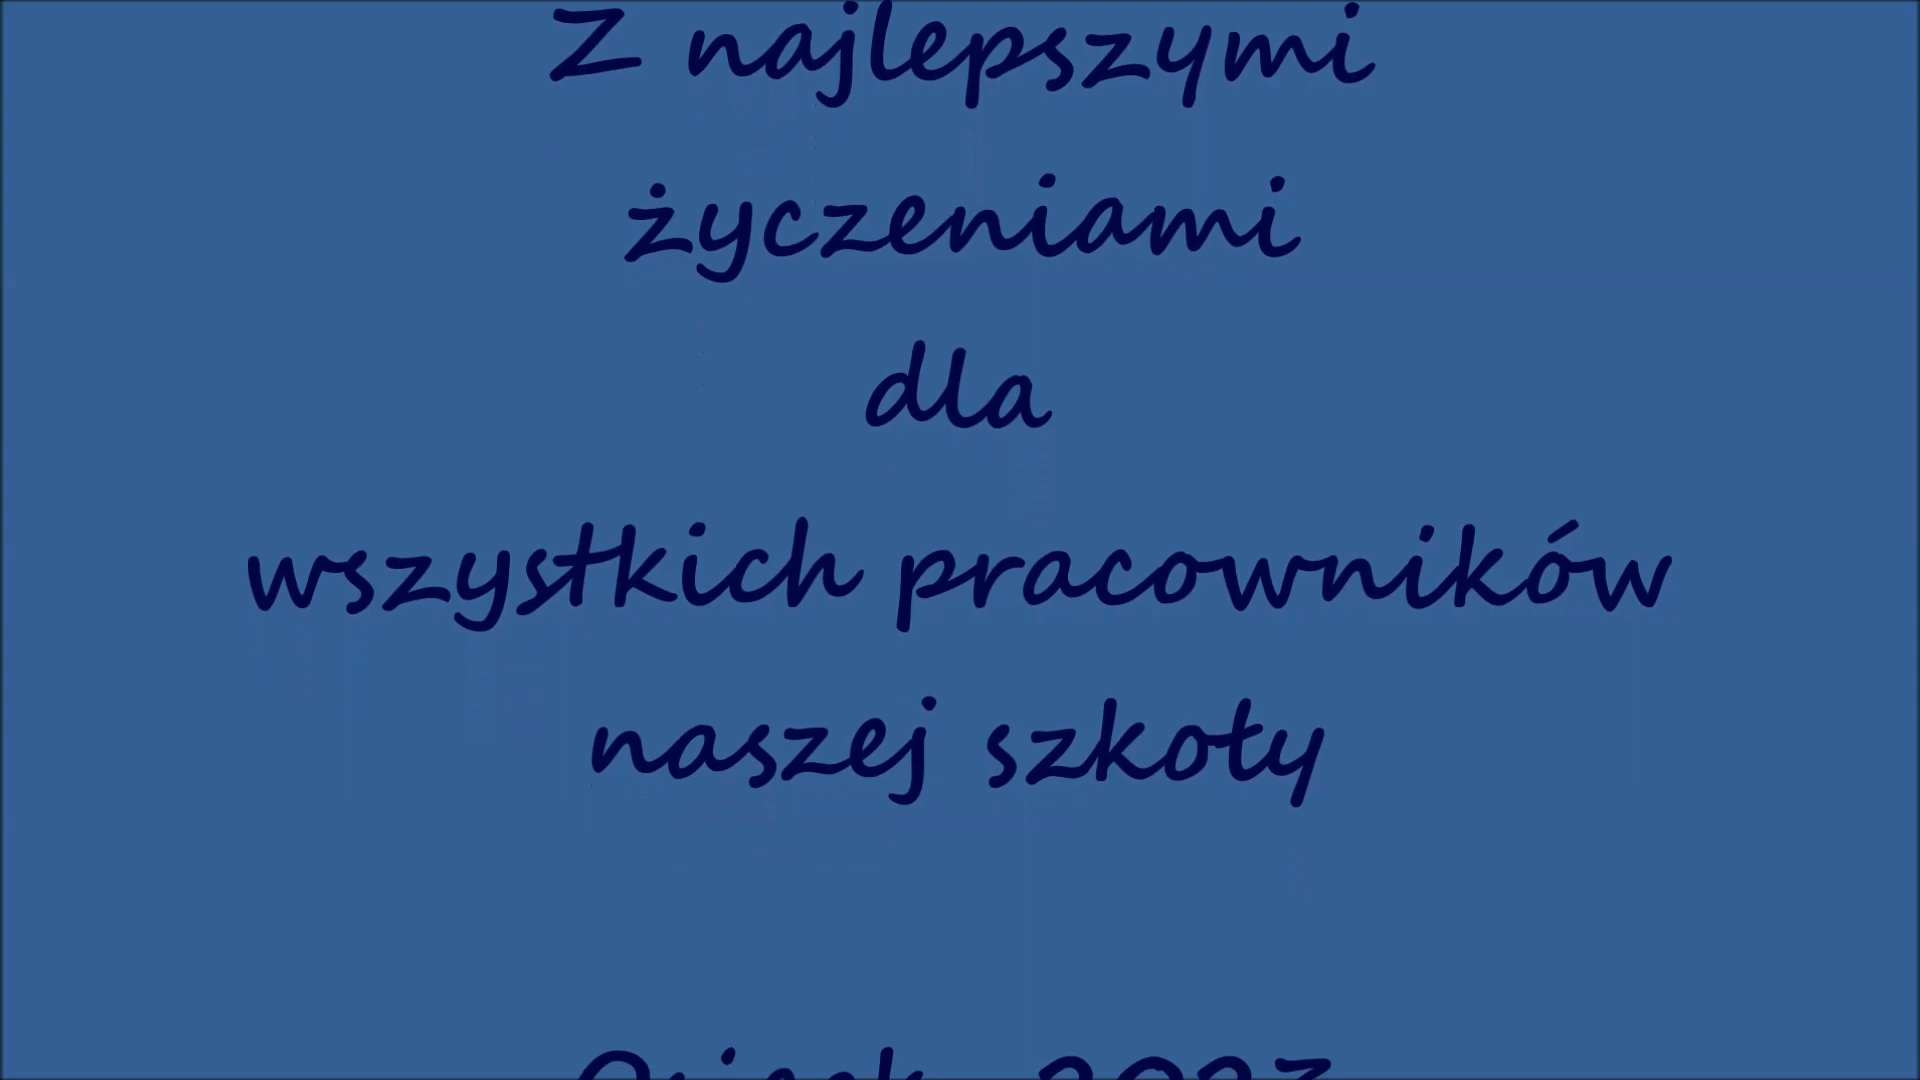 Z najlepszymi
życzeniami
dla
wszystkich pracowników
naszej szkoły